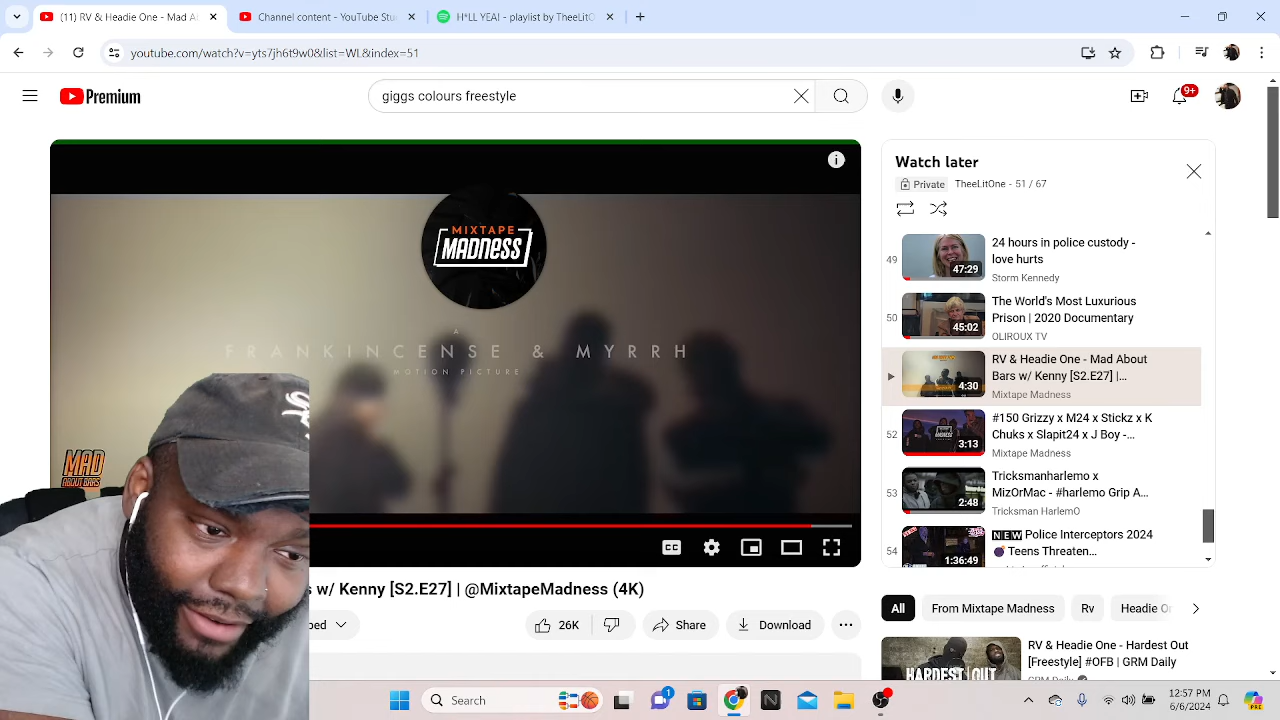 (11) RV & Headie One - Mad A
Channel content - YouTube Stu
H*LL TEAL - playlist by TheeLitO
youtube.com/watch?v=yts7jh6t9w0&list=WL&index=51
Premium
giggs colours freestyle
9+
MIXTAPE
MADNESS
FRANKINCENSE & MYRRH
MOTION PICTURE
MAD
ABOUT BARS
s w/ Kenny [S2.E27] | @MixtapeMadness (4K)
bed
26K
Share
Download
Watch later
Private
TheeLitOne - 51 / 67
49
47:29
24 hours in police custody -
love hurts
Storm Kennedy
50
45:02
The World's Most Luxurious
Prison | 2020 Documentary
OLIROUX TV
4:30
RV & Headie One - Mad About
Bars w/ Kenny [S2.E27] |...
Mixtape Madness
52
3:13
#150 Grizzy x M24 x Stickz x K
Chuks x Slapit24 x J Boy -...
Mixtape Madness
53
2:48
Tricksmanharlemo x
MizOrMac - #harlemo Grip A...
Tricksman HarlemO
54
1:36:49
NEW Police Interceptors 2024
Teens Threaten...
All
From Mixtape Madness
Rv
Headie On
HARDEST OUT
RV & Headie One - Hardest Out
[Freestyle] #OFB | GRM Daily
GRM Daily
Search
1
12:57 PM
6/6/2024
PRE